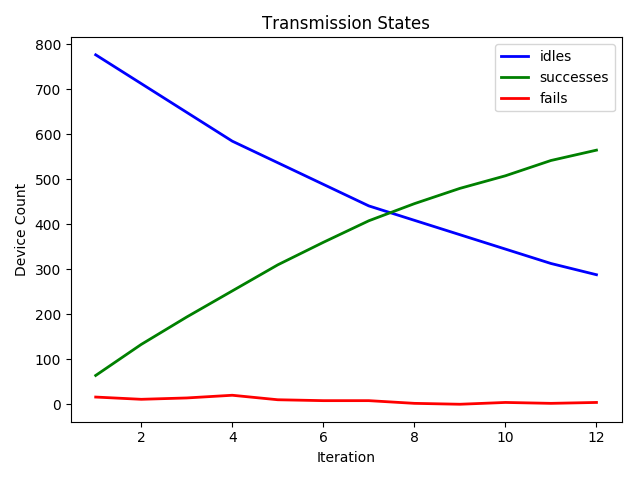 Transmission States
800
700
600
500
400
300
200
100
0
Device Count
idles
successes
fails
2 4 6 8 10 12
Iteration